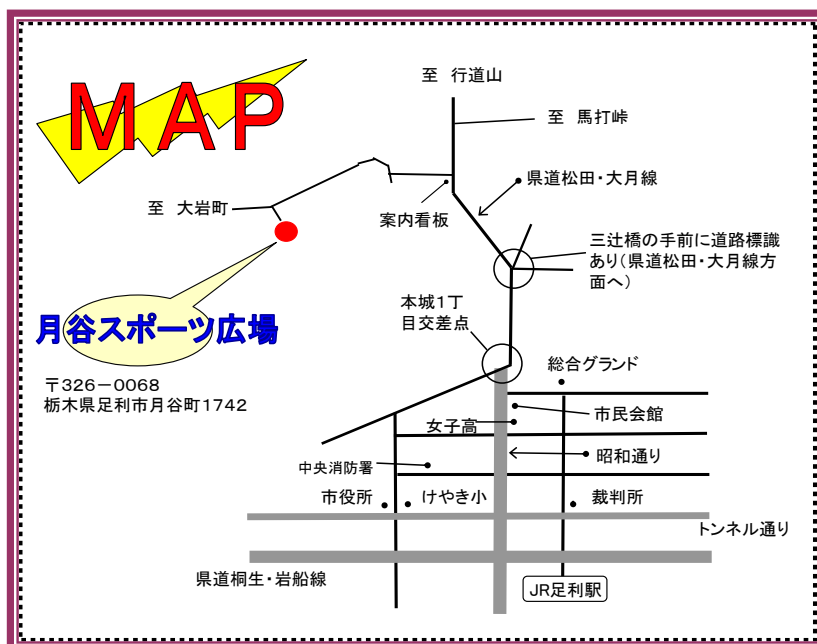 MAP
至 行道山
至 馬打峠
県道松田・大月線
至 大岩町
案内看板
三辻橋の手前に道路標識
あり(県道松田・大月線方
面へ)
本城1丁
目交差点
月谷スポーツ広場
〒326-0068
栃木県足利市月谷町1742
総合グランド
市民会館
女子高
昭和通り
中央消防署
市役所
けやき小
裁判所
トンネル通り
県道桐生・岩船線
JR足利駅